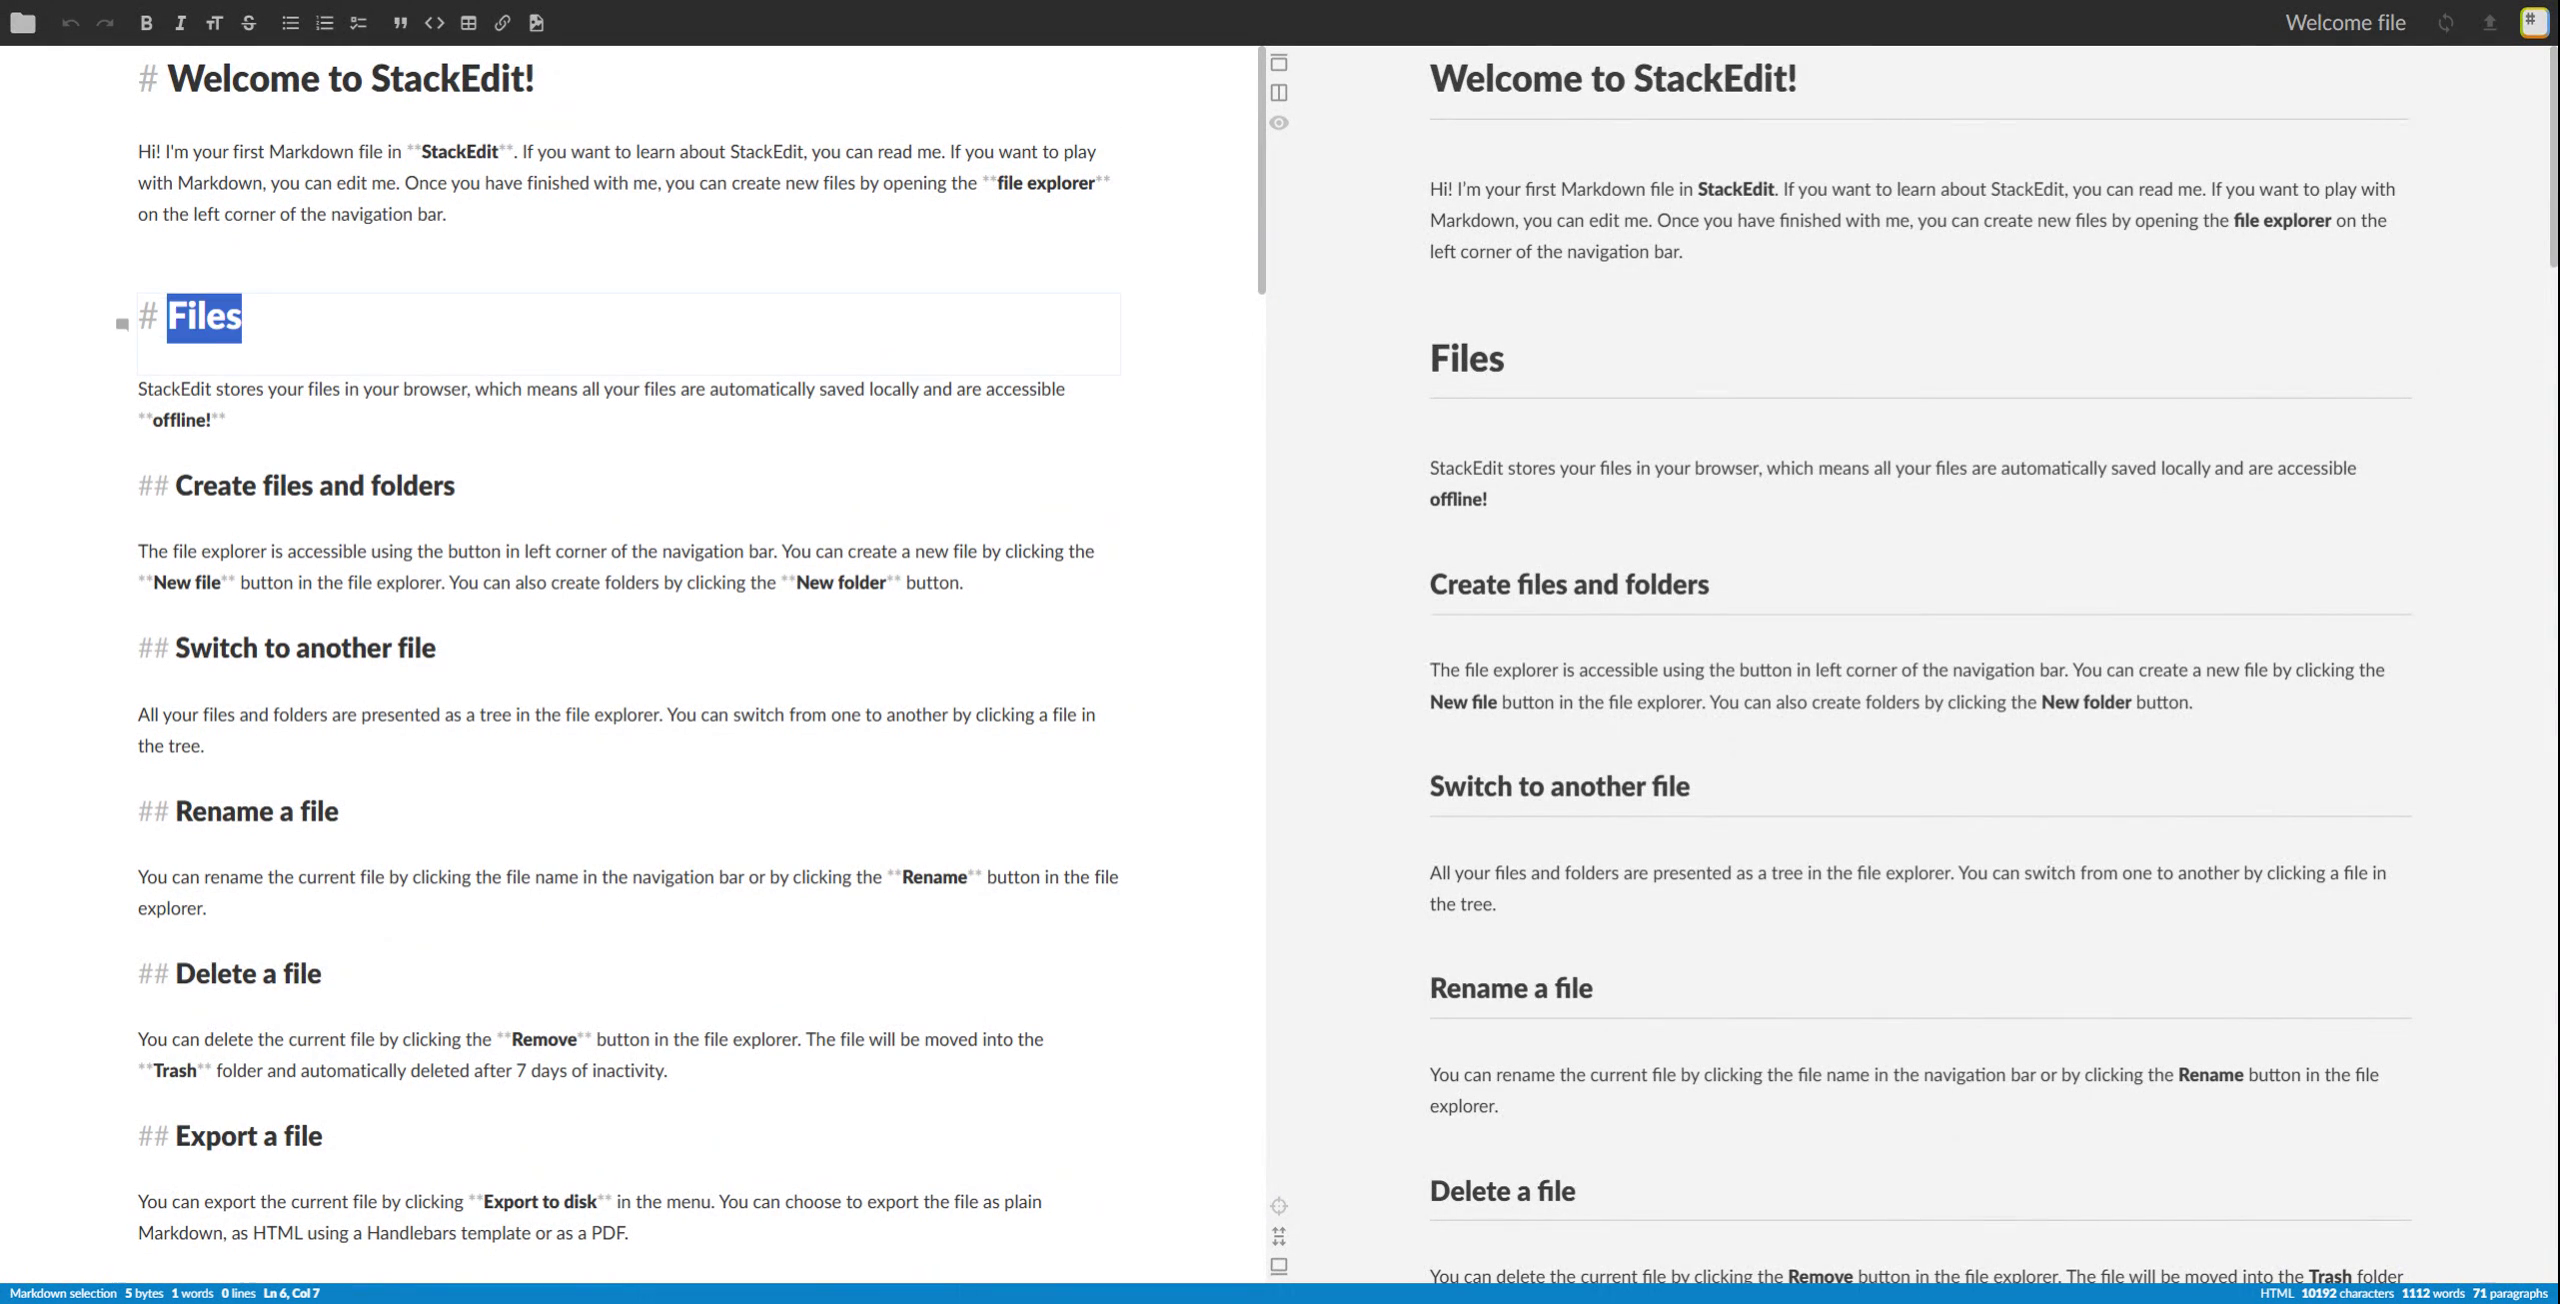 Welcome file
# Welcome to StackEdit!
Hi! I'm your first Markdown file in **StackEdit**. If you want to learn about StackEdit, you can read me. If you want to play
with Markdown, you can edit me. Once you have finished with me, you can create new files by opening the **file explorer**
on the left corner of the navigation bar.
# Files
StackEdit stores your files in your browser, which means all your files are automatically saved locally and are accessible
**offline!**
## Create files and folders
The file explorer is accessible using the button in left corner of the navigation bar. You can create a new file by clicking the
**New file** button in the file explorer. You can also create folders by clicking the **New folder** button.
## Switch to another file
All your files and folders are presented as a tree in the file explorer. You can switch from one to another by clicking a file in
the tree.
## Rename a file
You can rename the current file by clicking the file name in the navigation bar or by clicking the **Rename** button in the file
explorer.
## Delete a file
You can delete the current file by clicking the **Remove** button in the file explorer. The file will be moved into the
**Trash** folder and automatically deleted after 7 days of inactivity.
## Export a file
You can export the current file by clicking **Export to disk** in the menu. You can choose to export the file as plain
Markdown, as HTML using a Handlebars template or as a PDF.
Welcome to StackEdit!
Hi! I'm your first Markdown file in StackEdit. If you want to learn about StackEdit, you can read me. If you want to play with
Markdown, you can edit me. Once you have finished with me, you can create new files by opening the file explorer on the
left corner of the navigation bar.
Files
StackEdit stores your files in your browser, which means all your files are automatically saved locally and are accessible
offline!
Create files and folders
The file explorer is accessible using the button in left corner of the navigation bar. You can create a new file by clicking the
New file button in the file explorer. You can also create folders by clicking the New folder button.
Switch to another file
All your files and folders are presented as a tree in the file explorer. You can switch from one to another by clicking a file in
the tree.
Rename a file
You can rename the current file by clicking the file name in the navigation bar or by clicking the Rename button in the file
explorer.
Delete a file
You can delete the current file by clicking the Remove button in the file explorer. The file will be moved into the Trash folder
Markdown selection 5 bytes 1 words 0 lines Ln 6, Col 7
HTML 10192 characters 1112 words 71 paragraphs